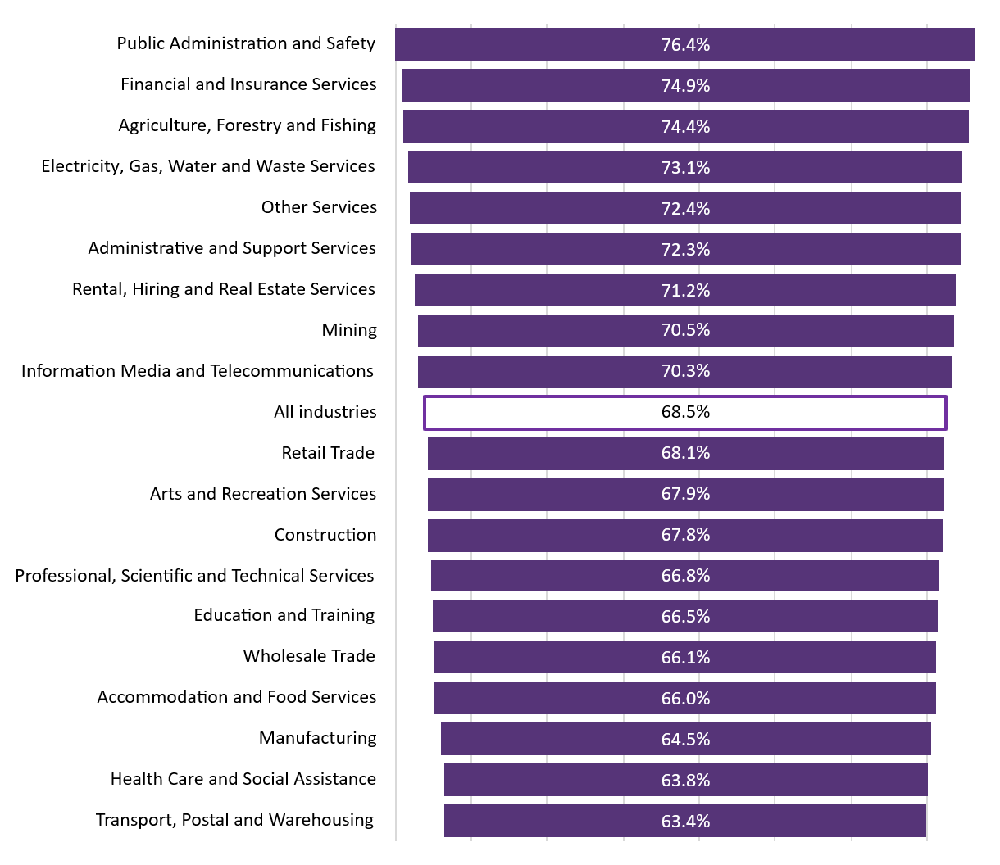 Public Administration and Safety 76.4%
Financial and Insurance Services 74.9%
Agriculture, Forestry and Fishing 74.4%
Electricity, Gas, Water and Waste Services 73.1%
Other Services 72.4%
Administrative and Support Services 72.3%
Rental, Hiring and Real Estate Services 71.2%
Mining 70.5%
Information Media and Telecommunications 70.3%
All industries 68.5%
Retail Trade 68.1%
Arts and Recreation Services 67.9%
Construction 67.8%
Professional, Scientific and Technical Services 66.8%
Education and Training 66.5%
Wholesale Trade 66.1%
Accommodation and Food Services 66.0%
Manufacturing 64.5%
Health Care and Social Assistance 63.8%
Transport, Postal and Warehousing 63.4%